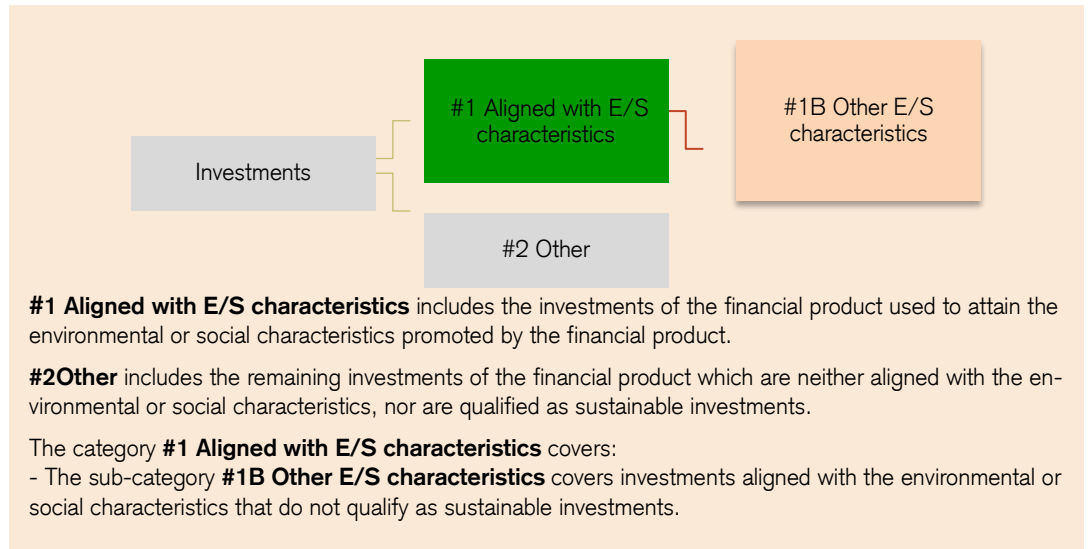 #1 Aligned with E/S
characteristics
#1B Other E/S
characteristics
Investments
#2 Other
#1 Aligned with E/S characteristics includes the investments of the financial product used to attain the
environmental or social characteristics promoted by the financial product.
#2Other includes the remaining investments of the financial product which are neither aligned with the en-
vironmental or social characteristics, nor are qualified as sustainable investments.
The category #1 Aligned with E/S characteristics covers:
- The sub-category #1B Other E/S characteristics covers investments aligned with the environmental or
social characteristics that do not qualify as sustainable investments.